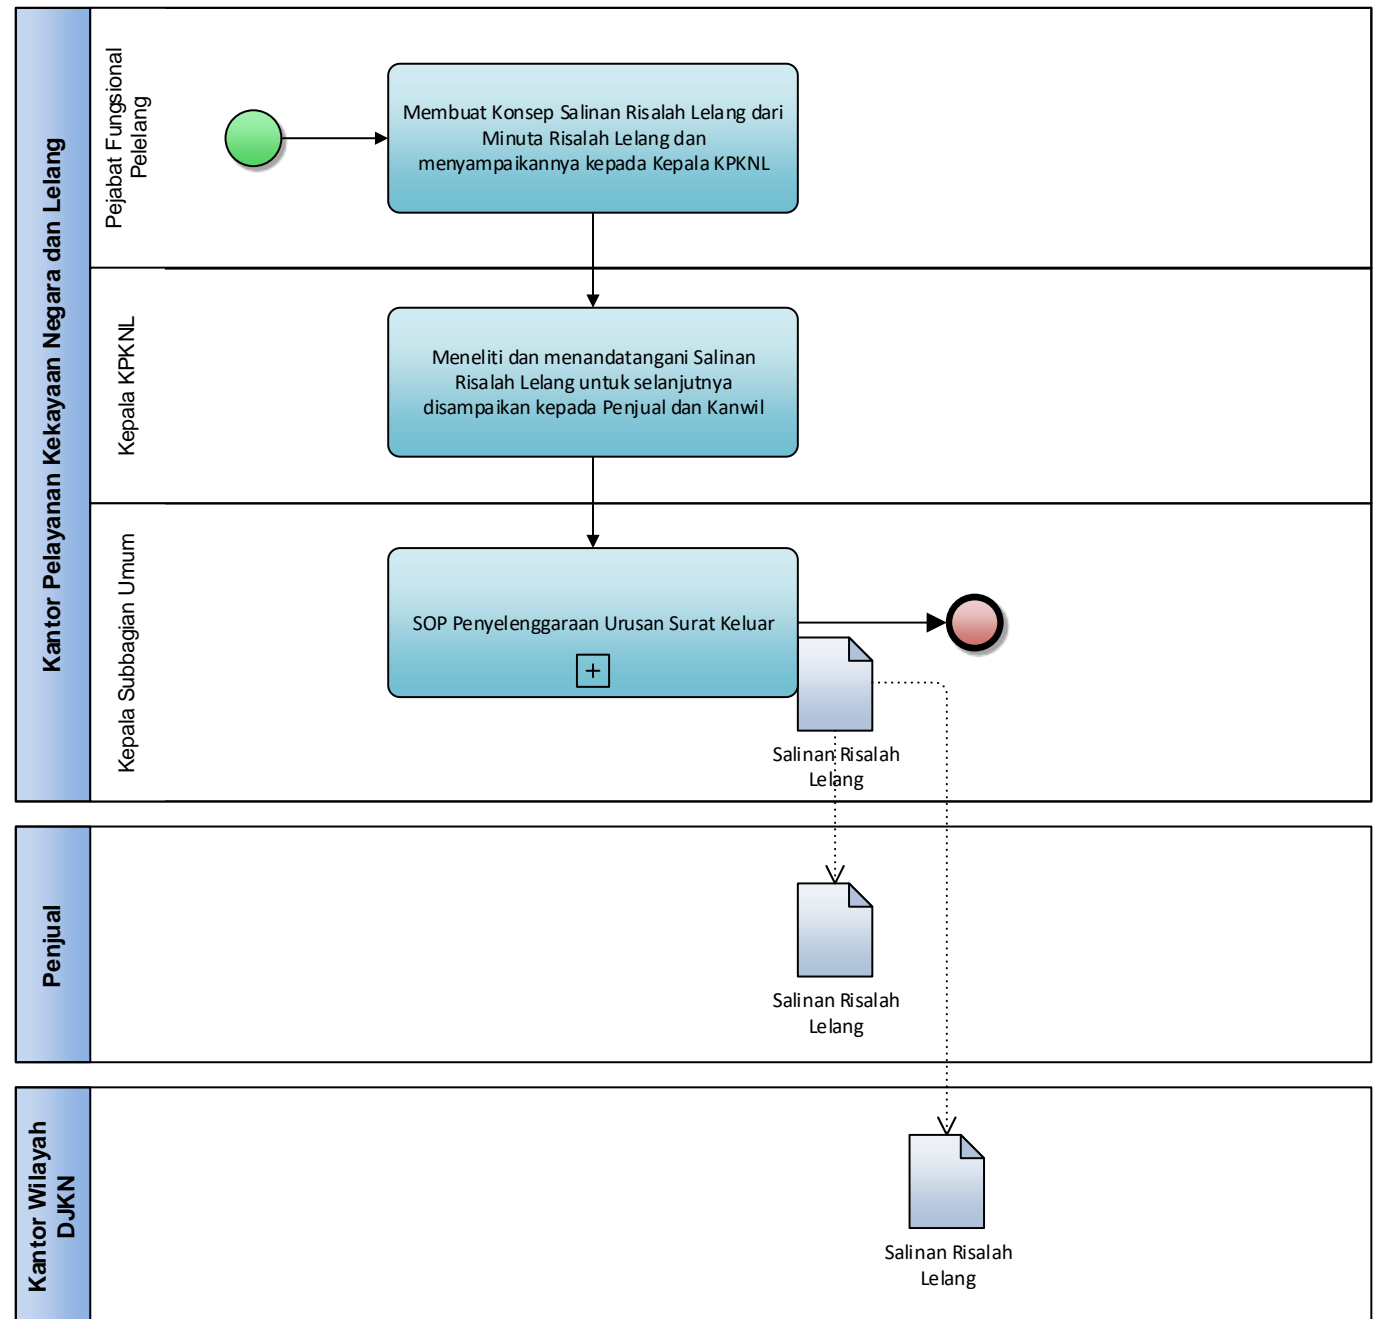 Kantor Pelayanan Kekayaan Negara dan Lelang
Pejabat Fungsional
Pelelang
Membuat Konsep Salinan Risalah Lelang dari
Minuta Risalah Lelang dan
menyampaikannya kepada Kepala KPKNL
Kepala KPKNL
Meneliti dan menandatangani Salinan
Risalah Lelang untuk selanjutnya
disampaikan kepada Penjual dan Kanwil
Kepala Subbagian Umum
SOP Penyelenggaraan Urusan Surat Keluar
Salinan Risalah
Lelang
Penjual
Salinan Risalah
Lelang
Kantor Wilayah
DJKN
Salinan Risalah
Lelang